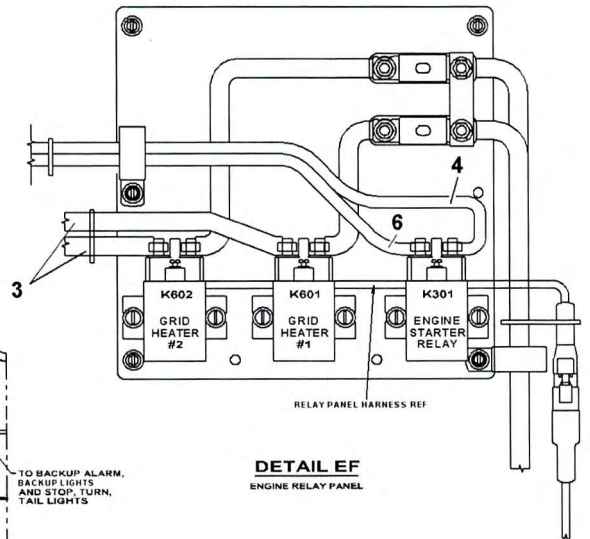 4
6
3
K602
GRID
HEATER
#2
K601
GRID
HEATER
#1
K301
ENGINE
STARTER
RELAY
RELAY PANEL HARNESS REF
TO BACKUP ALARM,
BACKUP LIGHTS
AND STOP, TURN,
TAIL LIGHTS
DETAIL EF
ENGINE RELAY PANEL